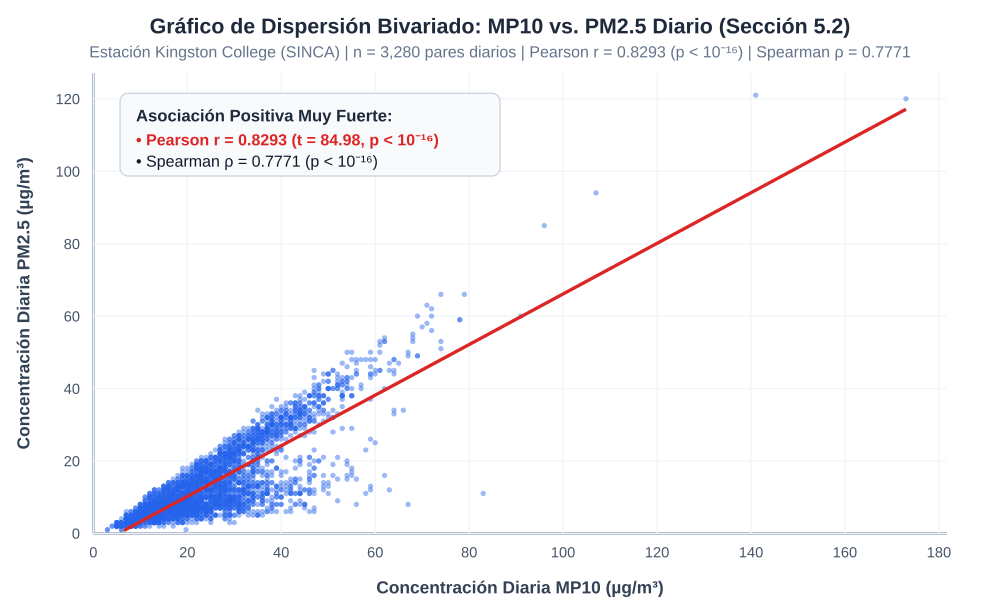 Gráfico de Dispersión Bivariado: MP10 vs. PM2.5 Diario (Sección 5.2)
Estación Kingston College (SINCA) | n = 3,280 pares diarios | Pearson r = 0.8293 (p < 10⁻¹⁶) | Spearman ρ = 0.7771
Asociación Positiva Muy Fuerte:
• Pearson r = 0.8293 (t = 84.98, p < 10⁻¹⁶)
• Spearman ρ = 0.7771 (p < 10⁻¹⁶)
Concentración Diaria PM2.5 (µg/m³)
120
100
80
60
40
20
0
0 20 40 60 80 100 120 140 160 180
Concentración Diaria MP10 (µg/m³)